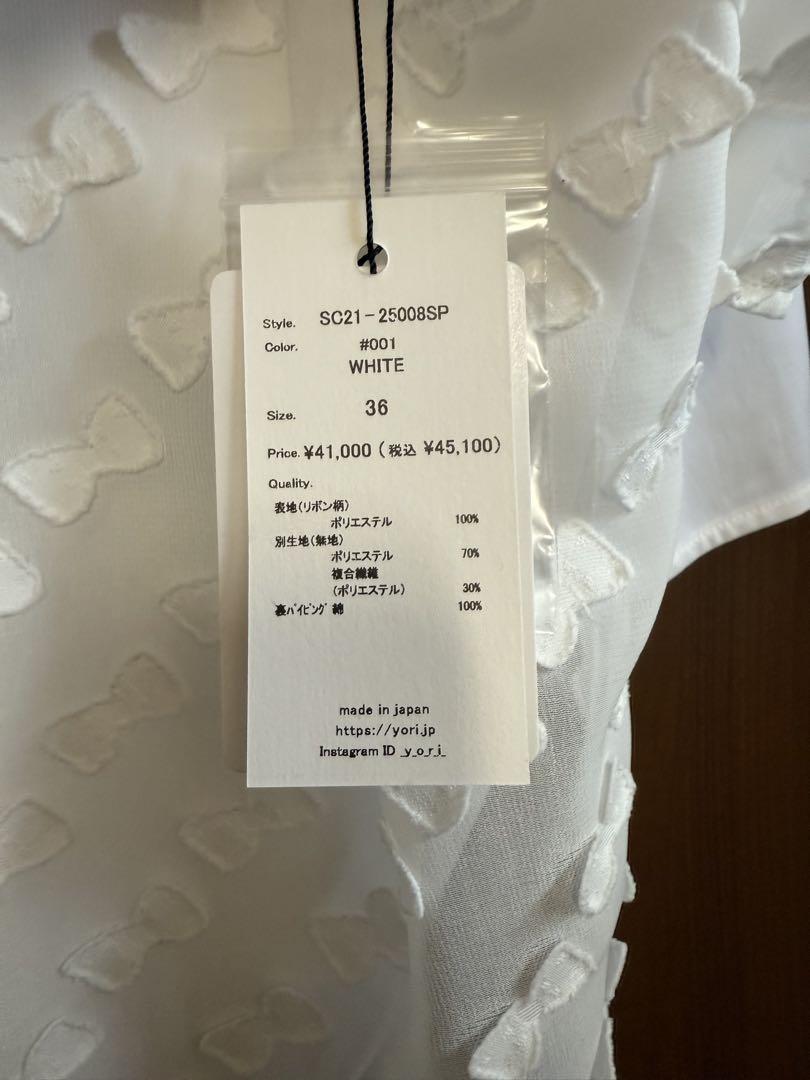 Style. SC21-25008SP
Color. #001
WHITE
Size. 36
Price. ¥41,000 (税込 ¥45,100)
Quality.
表地(リボン柄)
ポリエステル 100%
別生地(無地)
ポリエステル 70%
複合繊維
(ポリエステル) 30%
裏パイピング 綿 100%
made in japan
https://yori.jp
Instagram ID _y_o_r_i_